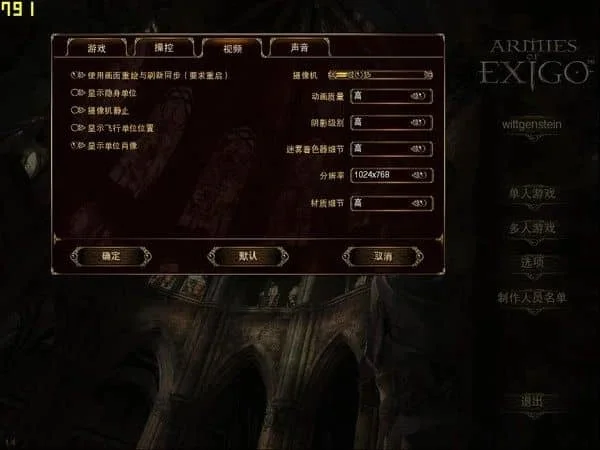 791
游戏 操控 视频 声音
使用画面重绘与刷新同步(要求重启)
显示隐身单位
摄像机静止
显示飞行单位位置
显示单位肖像
摄像机
动画质量 高
阴影级别 高
迷雾着色器细节 高
分辨率 1024x768
材质细节 高
确定 默认 取消
ARMIES
OF
EXIGO™
wittgenstein
单人游戏
多人游戏
选项
制作人员名单
退出
1.4